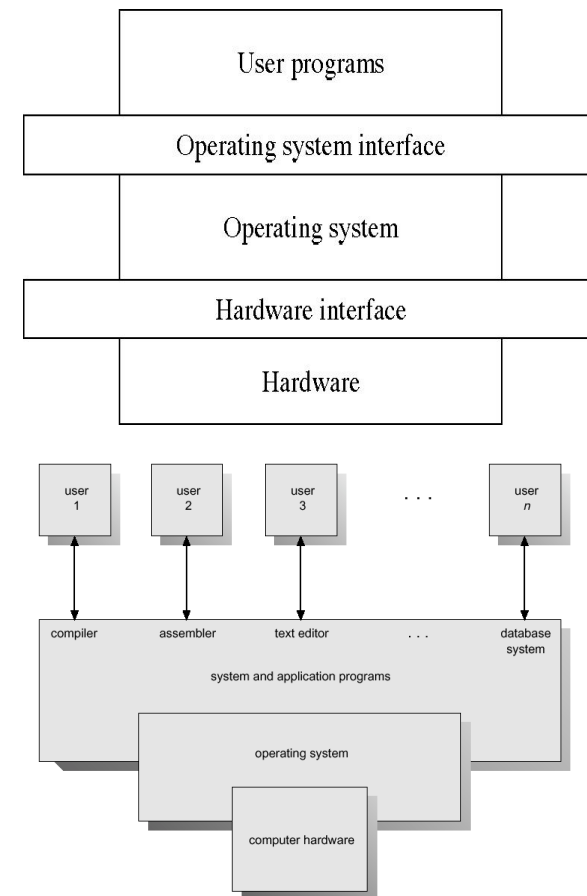 User programs
Operating system interface
Operating system
Hardware interface
Hardware
user
1
user
2
user
3
. . .
user
n
compiler
assembler
text editor
. . .
database
system
system and application programs
operating system
computer hardware